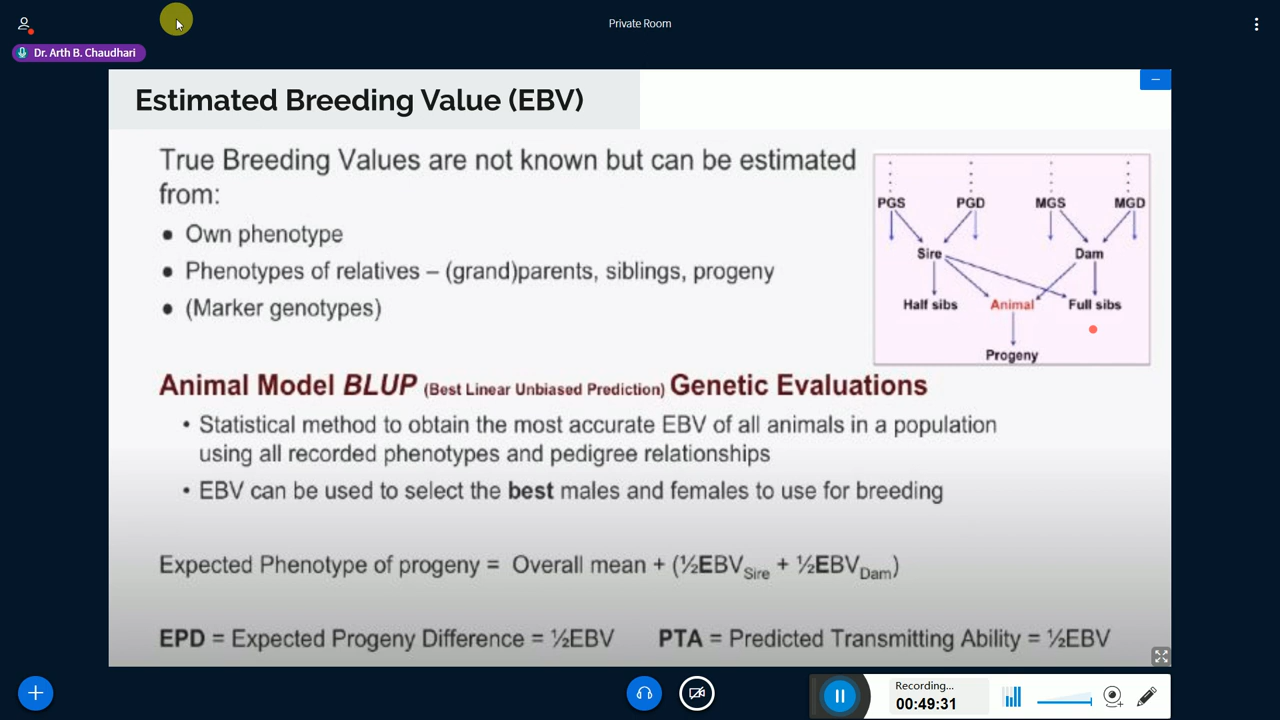 Private Room
Dr. Arth B. Chaudhari
Estimated Breeding Value (EBV)
True Breeding Values are not known but can be estimated
from:
• Own phenotype
• Phenotypes of relatives – (grand)parents, siblings, progeny
• (Marker genotypes)
PGS PGD MGS MGD
Sire Dam
Half sibs Animal Full sibs
Progeny
Animal Model BLUP (Best Linear Unbiased Prediction) Genetic Evaluations
• Statistical method to obtain the most accurate EBV of all animals in a population
using all recorded phenotypes and pedigree relationships
• EBV can be used to select the best males and females to use for breeding
Expected Phenotype of progeny = Overall mean + (½EBVSire + ½EBVDam)
EPD = Expected Progeny Difference = ½EBV PTA = Predicted Transmitting Ability = ½EBV
Recording...
00:49:31